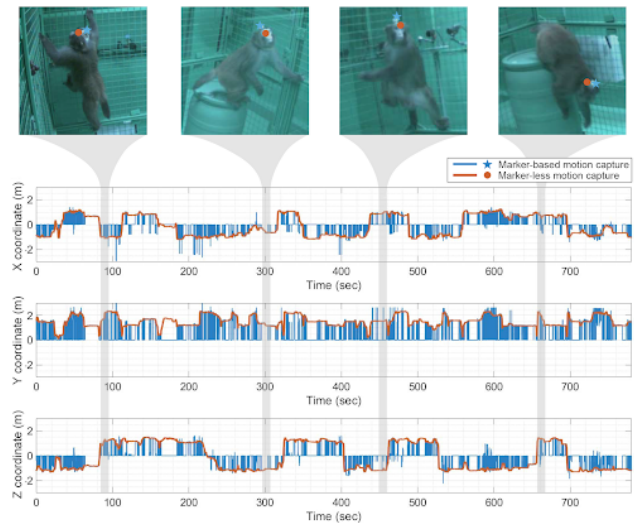 Marker-based motion capture
Marker-less motion capture
X coordinate (m)
2
0
-2
0 100 200 300 400 500 600 700
Time (sec)
Y coordinate (m)
2
0
-2
0 100 200 300 400 500 600 700
Time (sec)
Z coordinate (m)
2
0
-2
0 100 200 300 400 500 600 700
Time (sec)